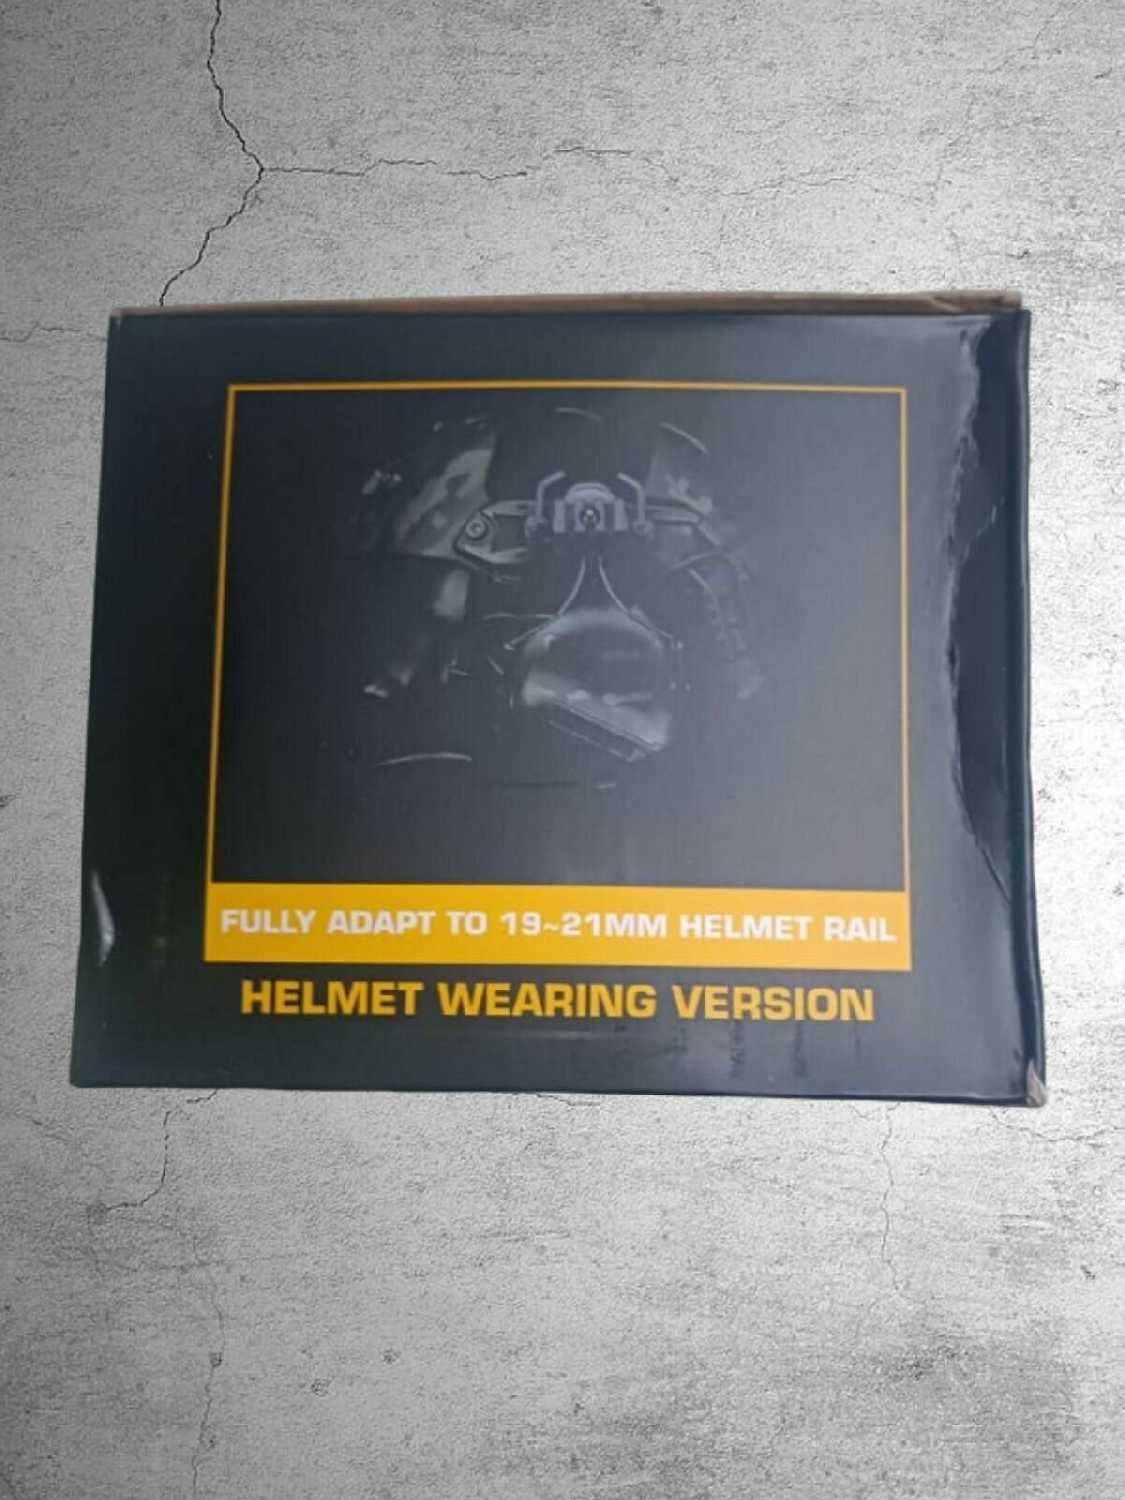 FULLY ADAPT TO 19~21MM HELMET RAIL
HELMET WEARING VERSION